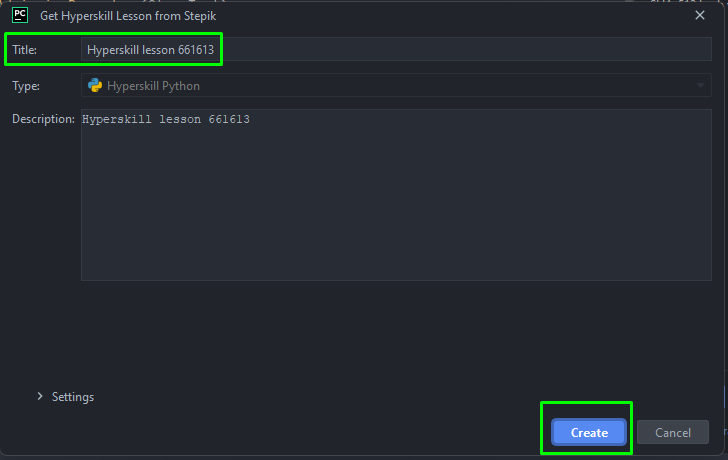 PC Get Hyperskill Lesson from Stepik
Title: Hyperskill lesson 661613
Type: Hyperskill Python
Description: Hyperskill lesson 661613
Settings
Create Cancel